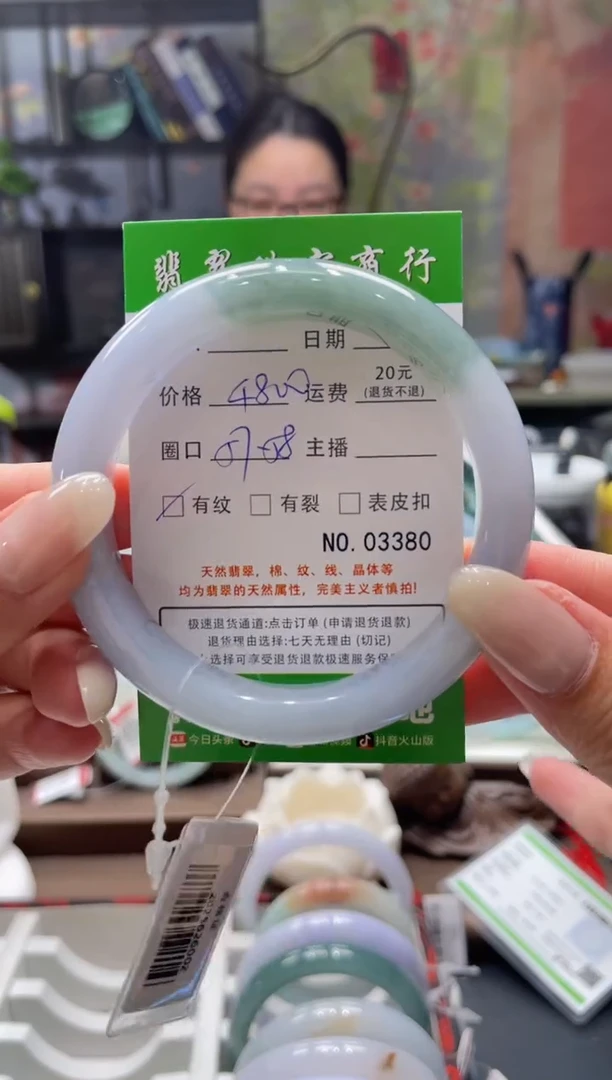 翡翠珠宝商行
日期
价格 4800 运费 20元
(退货不退)
圈口 57-58 主播
有纹 有裂 表皮扣
NO. 03380
天然翡翠，棉、纹、线、晶体等
均为翡翠的天然属性，完美主义者慎拍!
极速退货通道:点击订单 (申请退货退款)
退货理由选择:七天无理由 (切记)
选择可享受退货退款极速服务保
今日头条
抖音火山版